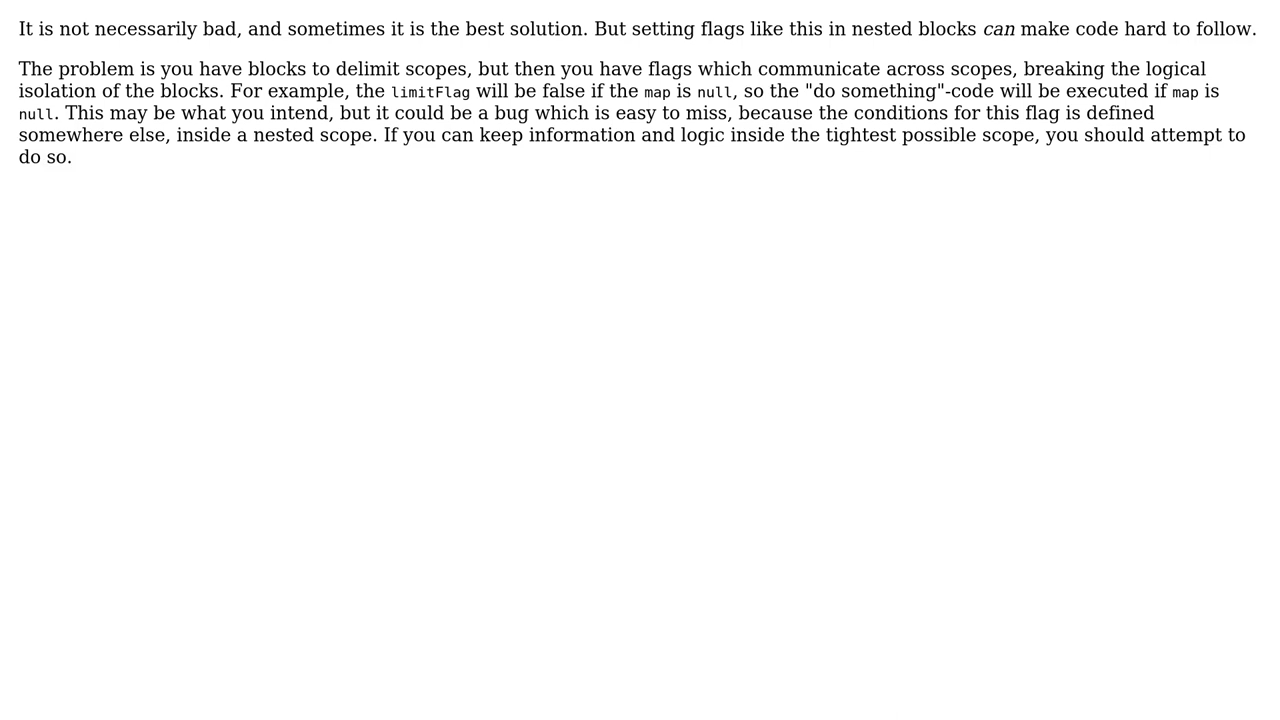 It is not necessarily bad, and sometimes it is the best solution. But setting flags like this in nested blocks can make code hard to follow.
The problem is you have blocks to delimit scopes, but then you have flags which communicate across scopes, breaking the logical
isolation of the blocks. For example, the limitFlag will be false if the map is null, so the "do something"-code will be executed if map is
null. This may be what you intend, but it could be a bug which is easy to miss, because the conditions for this flag is defined
somewhere else, inside a nested scope. If you can keep information and logic inside the tightest possible scope, you should attempt to
do so.